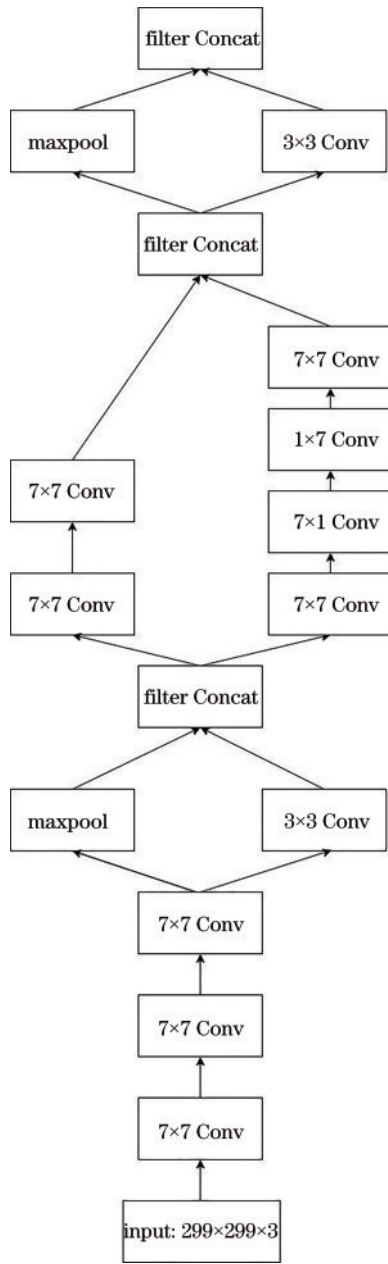 filter Concat
maxpool
3×3 Conv
filter Concat
7×7 Conv
1×7 Conv
7×7 Conv
7×1 Conv
7×7 Conv
7×7 Conv
filter Concat
maxpool
3×3 Conv
7×7 Conv
7×7 Conv
7×7 Conv
input: 299×299×3